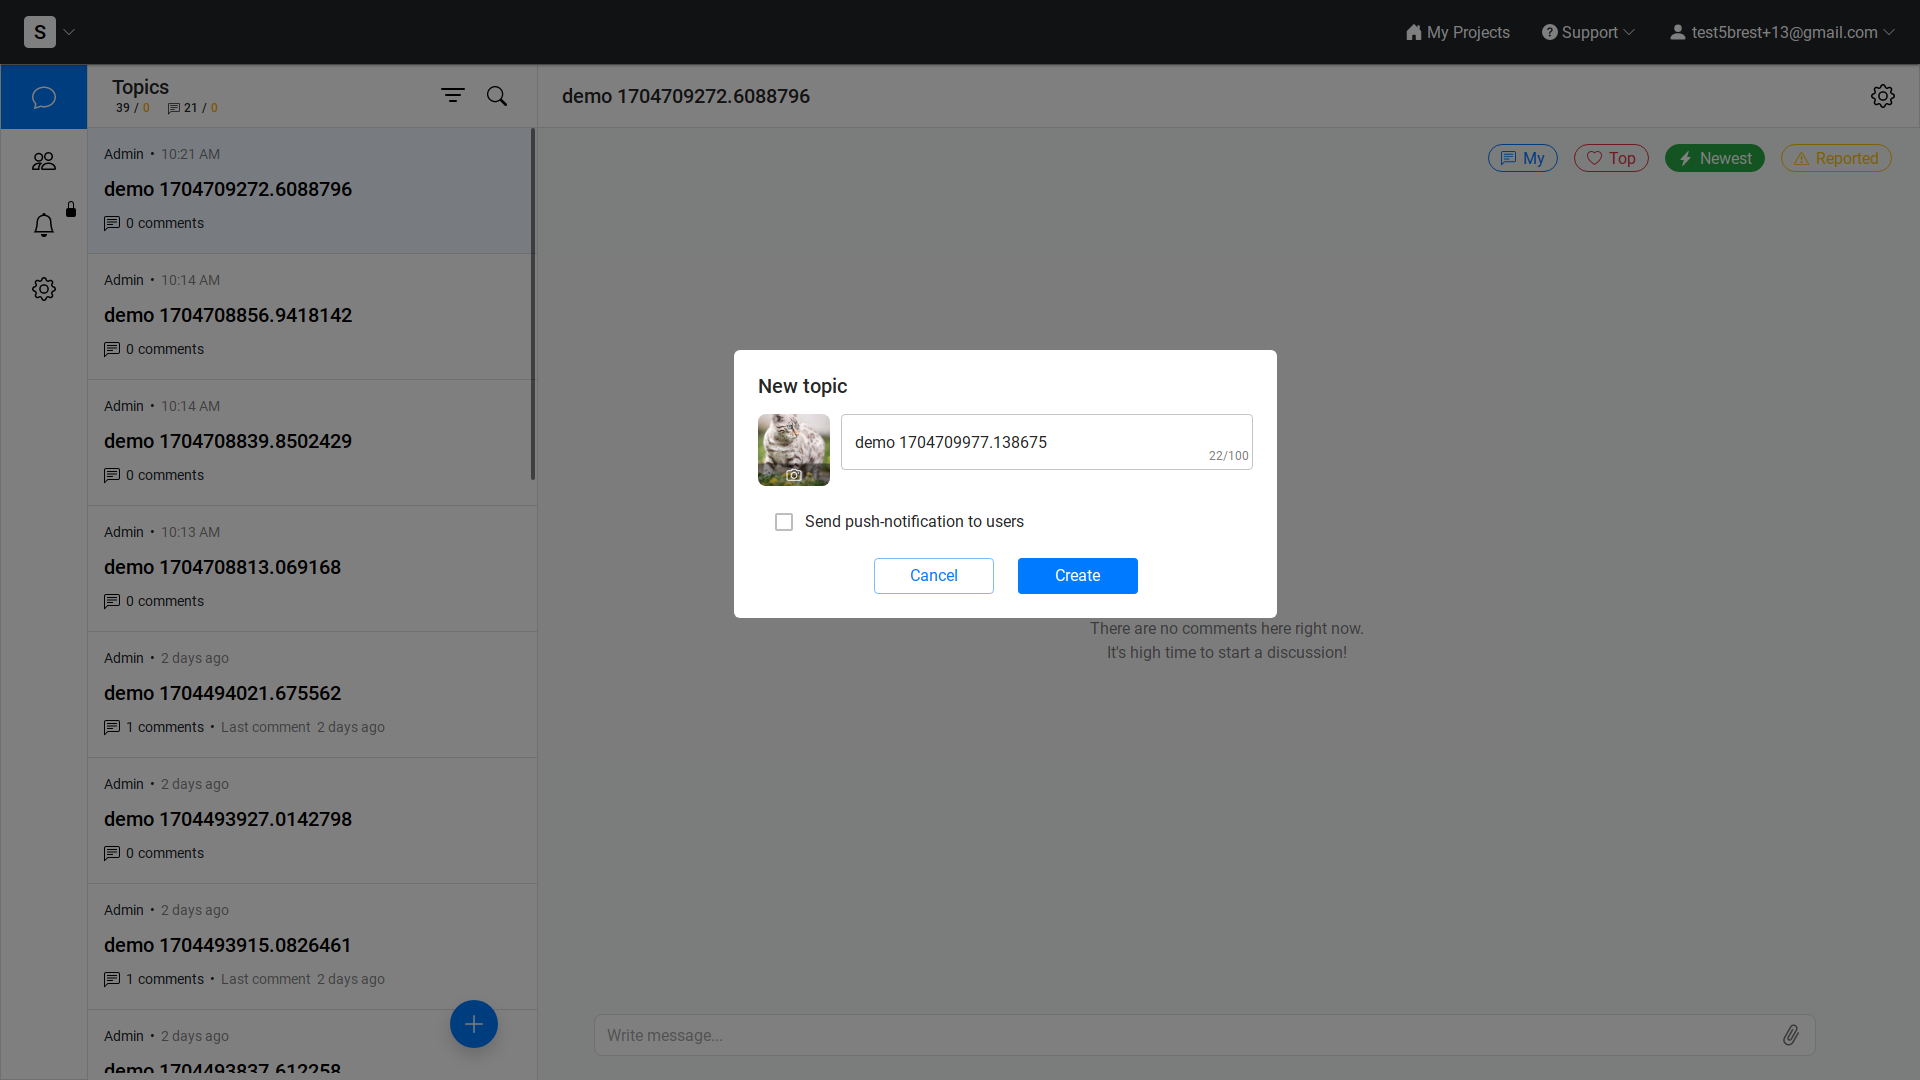 S
My Projects
Support
test5brest+13@gmail.com
Topics
39 / 0 21 / 0
demo 1704709272.6088796
My
Top
Newest
Reported
Admin • 10:21 AM
demo 1704709272.6088796
0 comments
Admin • 10:14 AM
demo 1704708856.9418142
0 comments
Admin • 10:14 AM
demo 1704708839.8502429
0 comments
Admin • 10:13 AM
demo 1704708813.069168
0 comments
Admin • 2 days ago
demo 1704494021.675562
1 comments • Last comment 2 days ago
Admin • 2 days ago
demo 1704493927.0142798
0 comments
Admin • 2 days ago
demo 1704493915.0826461
1 comments • Last comment 2 days ago
Admin • 2 days ago
demo 1704493837.612258
New topic
demo 1704709977.138675
22/100
Send push-notification to users
Cancel
Create
There are no comments here right now.
It's high time to start a discussion!
Write message...